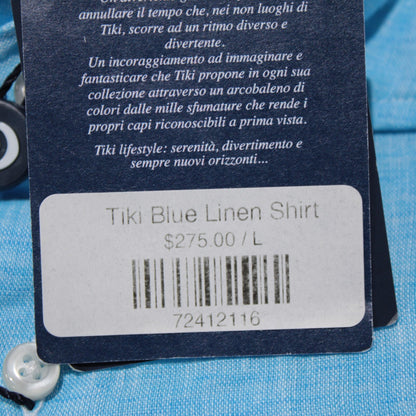 annullare il tempo che, nei non luoghi di
Tiki, scorre ad un ritmo diverso e
divertente.
Un incoraggiamento ad immaginare e
fantasticare che Tiki propone in ogni sua
collezione attraverso un arcobaleno di
colori dalle mille sfumature che rende i
propri capi riconoscibili a prima vista.
Tiki lifestyle: serenità, divertimento e
sempre nuovi orizzonti...
Tiki Blue Linen Shirt
$275.00 / L
72412116